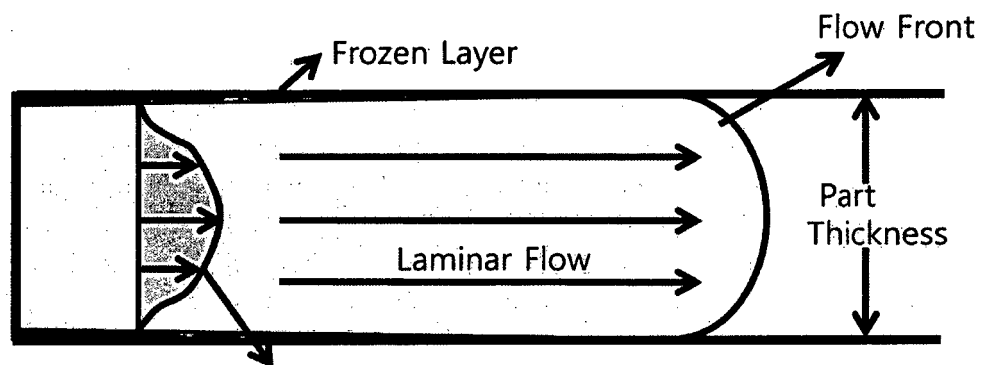 Flow Front
Frozen Layer
Part
Thickness
Laminar Flow